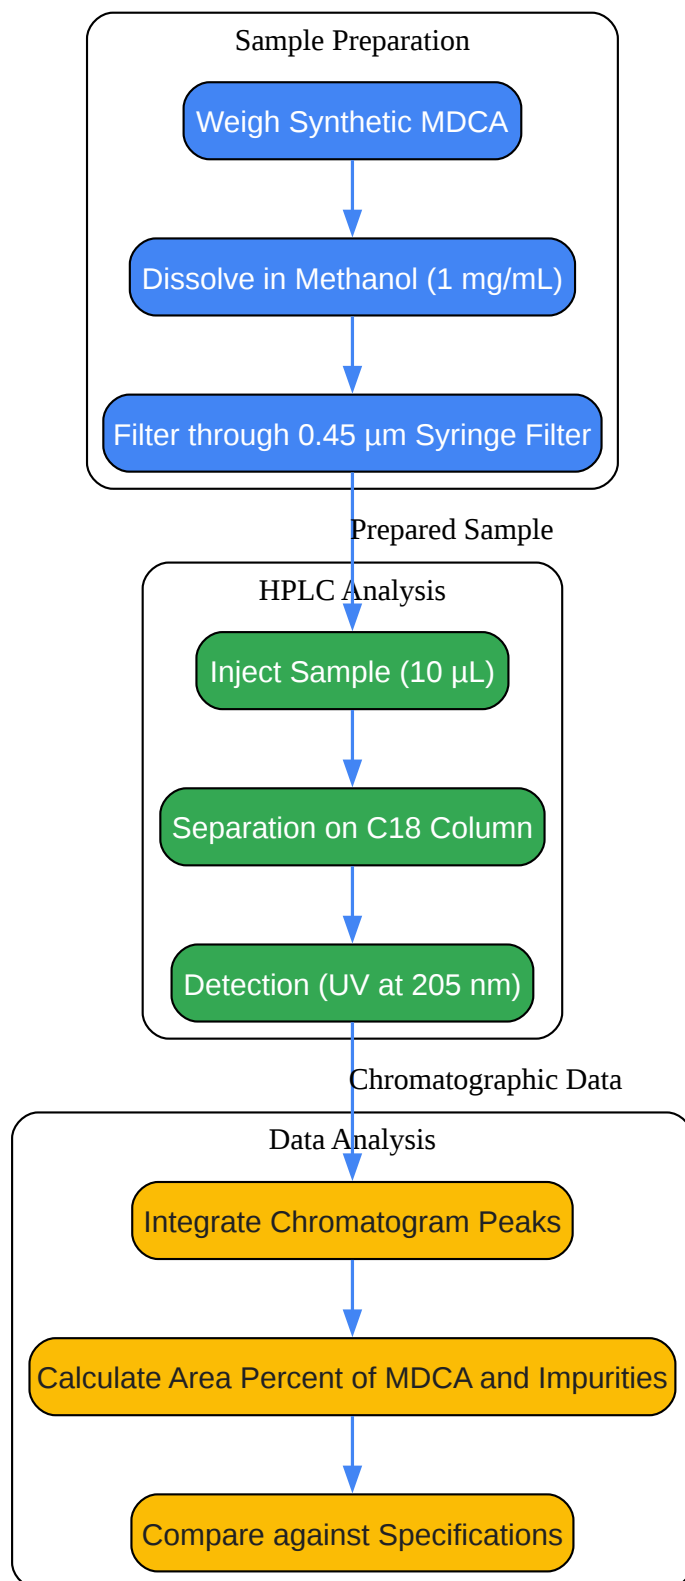 Sample Preparation
Weigh Synthetic MDCA
Dissolve in Methanol (1 mg/mL)
Filter through 0.45 µm Syringe Filter
Prepared Sample
HPLC Analysis
Inject Sample (10 µL)
Separation on C18 Column
Detection (UV at 205 nm)
Chromatographic Data
Data Analysis
Integrate Chromatogram Peaks
Calculate Area Percent of MDCA and Impurities
Compare against Specifications